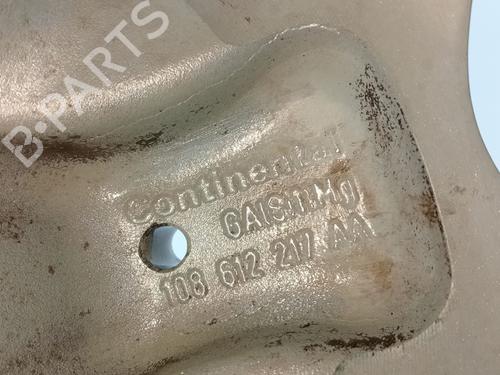 B-PARTS
Continental
GAlSi11Mg
108 612 217 AA